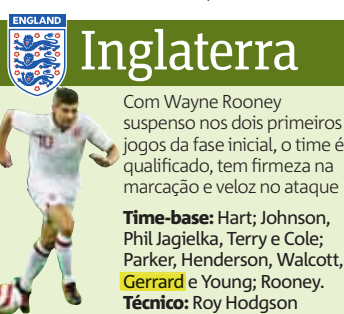 ENGLAND
Inglaterra
Com Wayne Rooney
suspenso nos dois primeiros
jogos da fase inicial, o time é
qualificado, tem firmeza na
marcação e veloz no ataque
Time-base: Hart; Johnson,
Phil Jagielka, Terry e Cole;
Parker, Henderson, Walcott,
Gerrard e Young; Rooney.
Técnico: Roy Hodgson
10